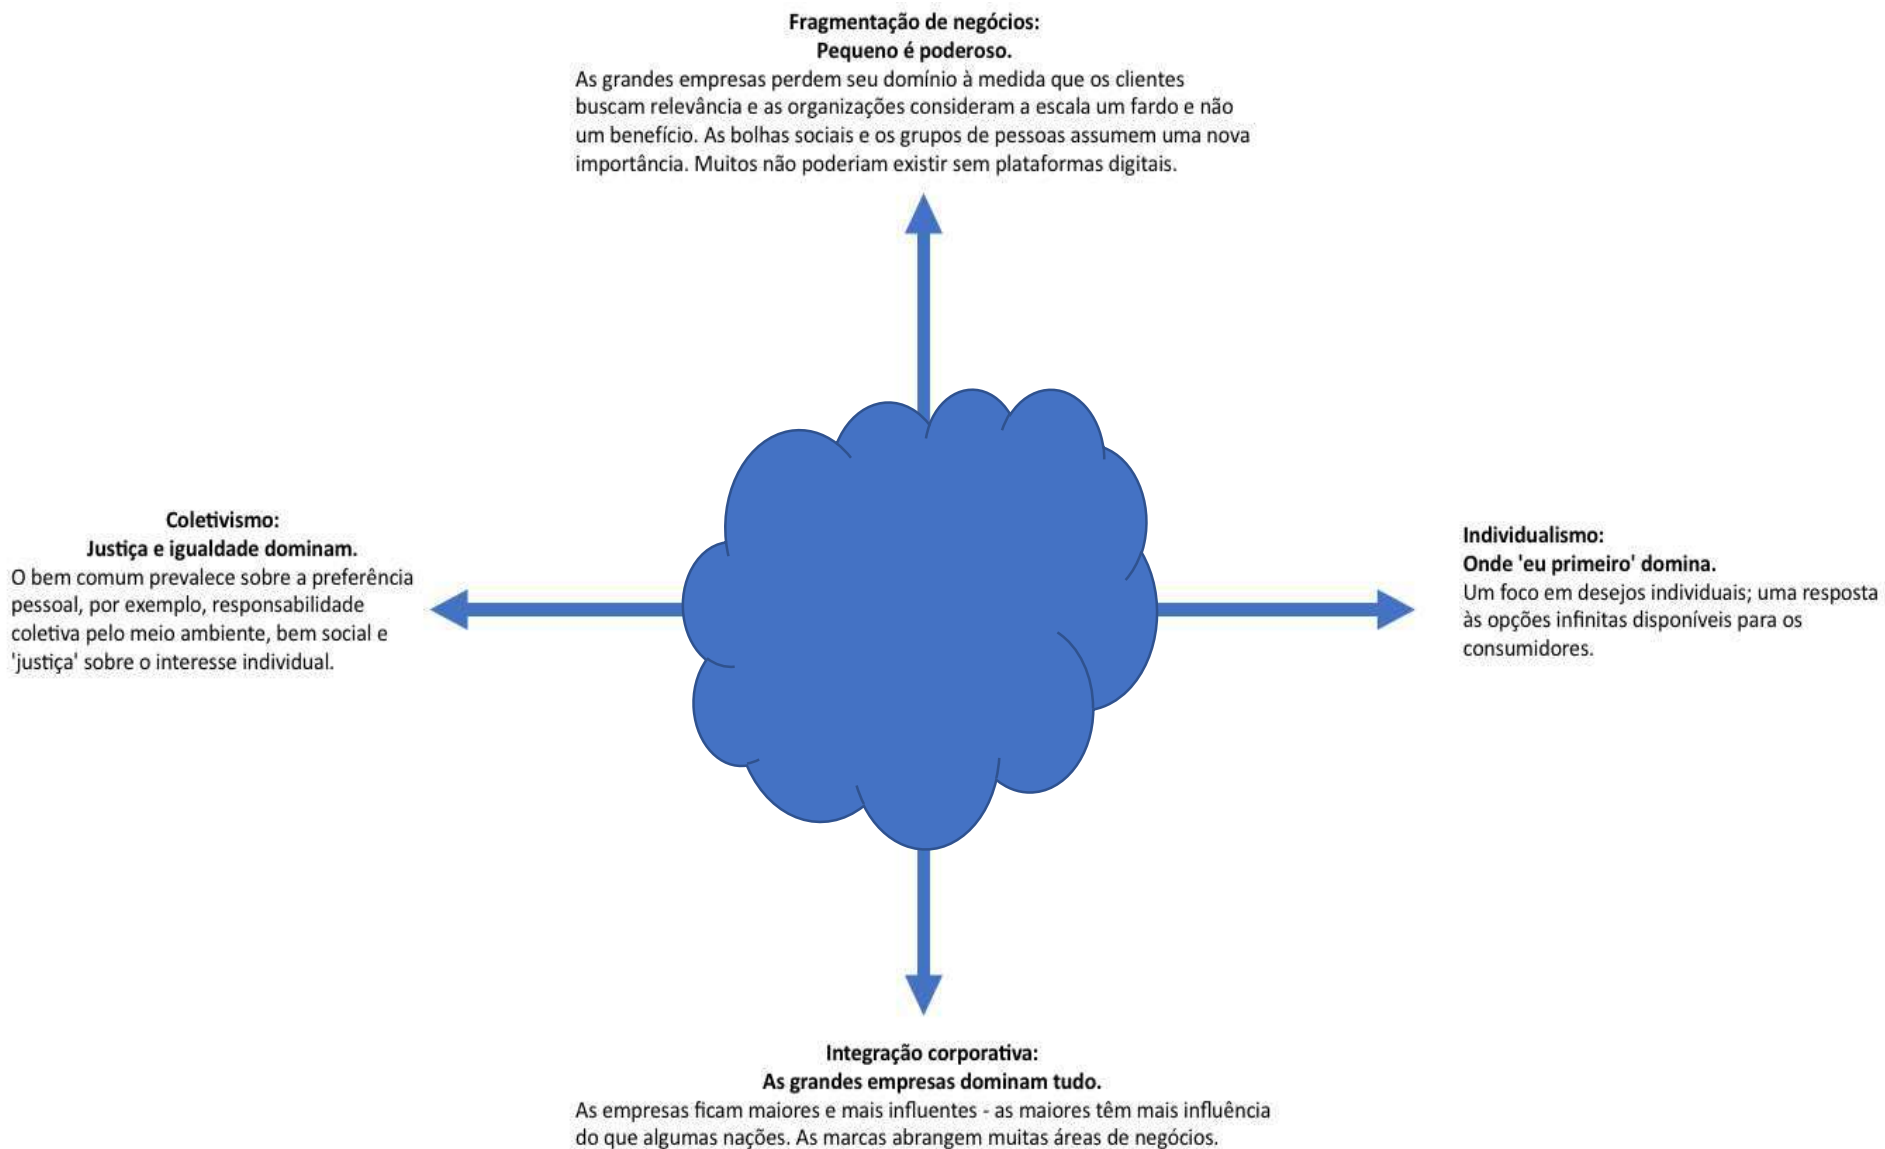 Fragmentação de negócios:
Pequeno é poderoso.
As grandes empresas perdem seu domínio à medida que os clientes
buscam relevância e as organizações consideram a escala um fardo e não
um benefício. As bolhas sociais e os grupos de pessoas assumem uma nova
importância. Muitos não poderiam existir sem plataformas digitais.
Coletivismo:
Justiça e igualdade dominam.
O bem comum prevalece sobre a preferência
pessoal, por exemplo, responsabilidade
coletiva pelo meio ambiente, bem social e
'justiça' sobre o interesse individual.
Individualismo:
Onde 'eu primeiro' domina.
Um foco em desejos individuais; uma resposta
às opções infinitas disponíveis para os
consumidores.
Integração corporativa:
As grandes empresas dominam tudo.
As empresas ficam maiores e mais influentes - as maiores têm mais influência
do que algumas nações. As marcas abrangem muitas áreas de negócios.